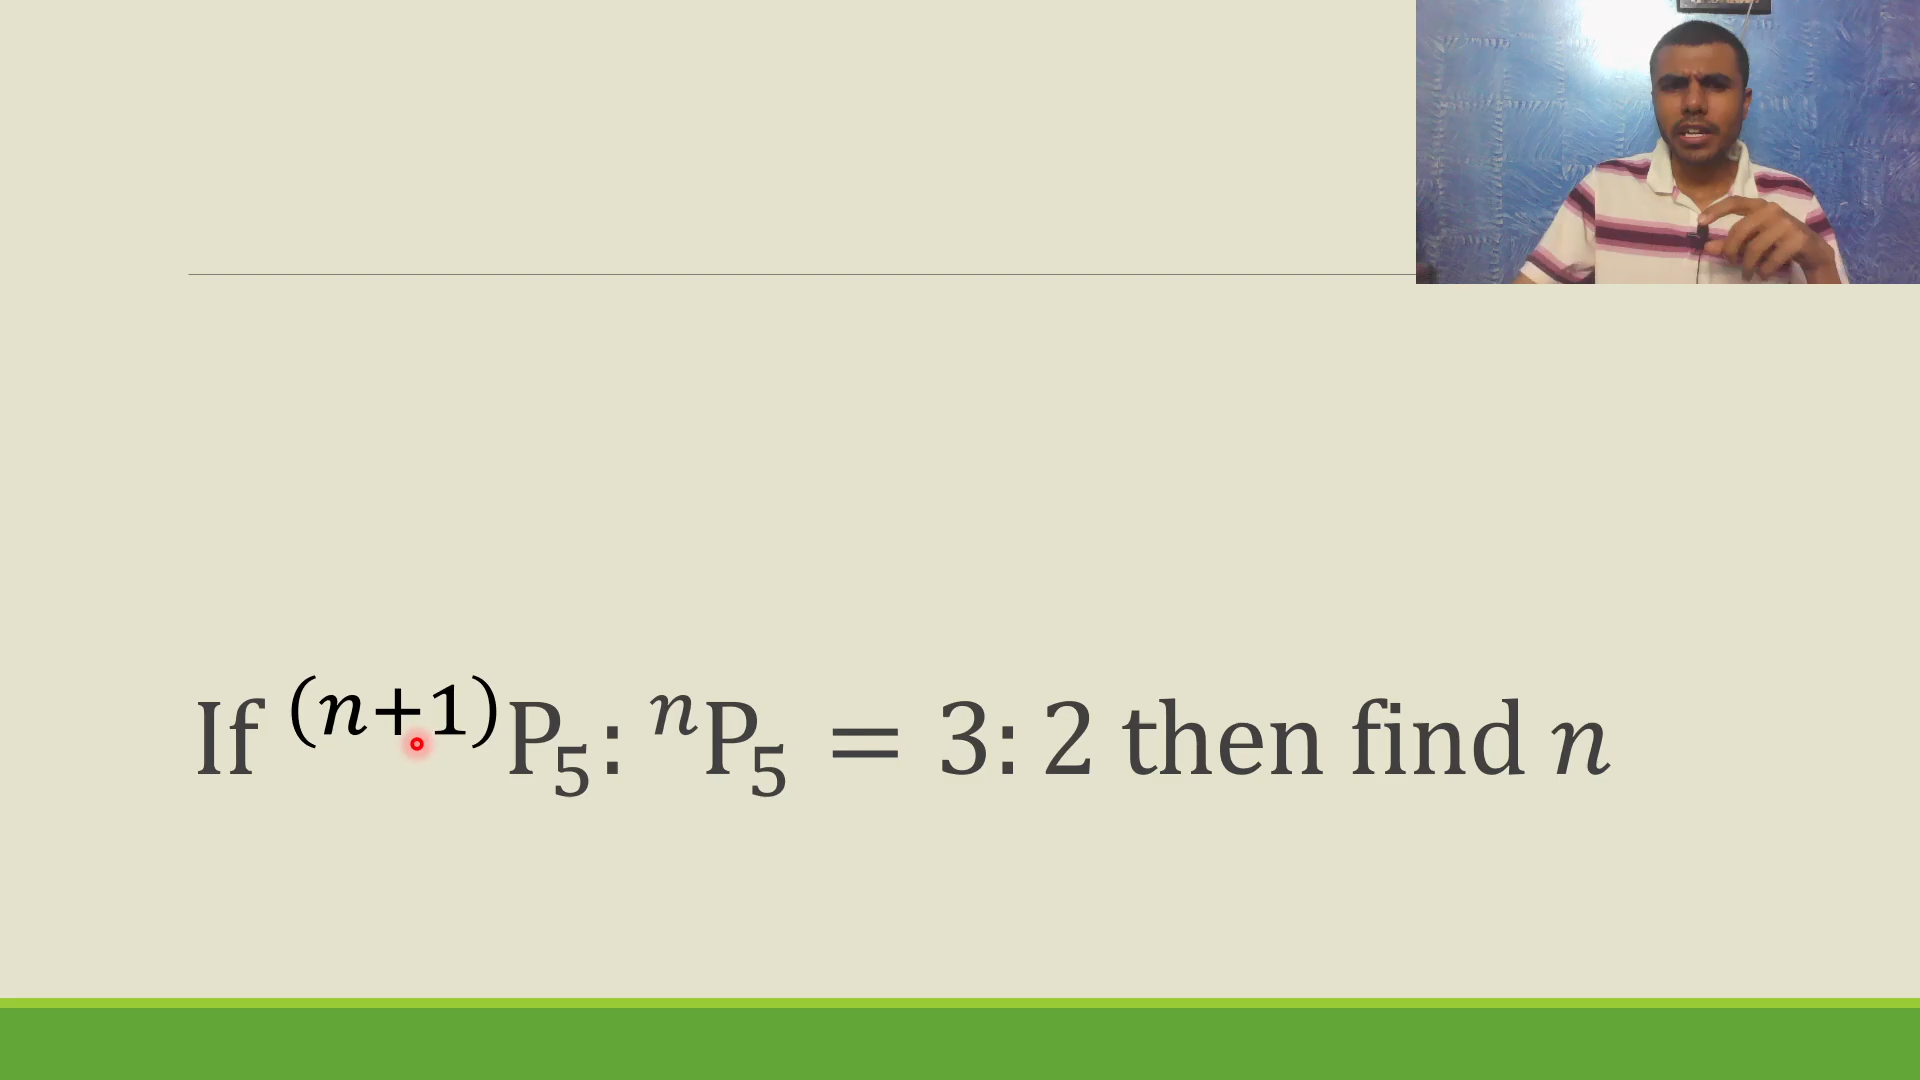 If ⁽ⁿ⁺¹⁾P₅: ⁿP₅ = 3: 2 then find n